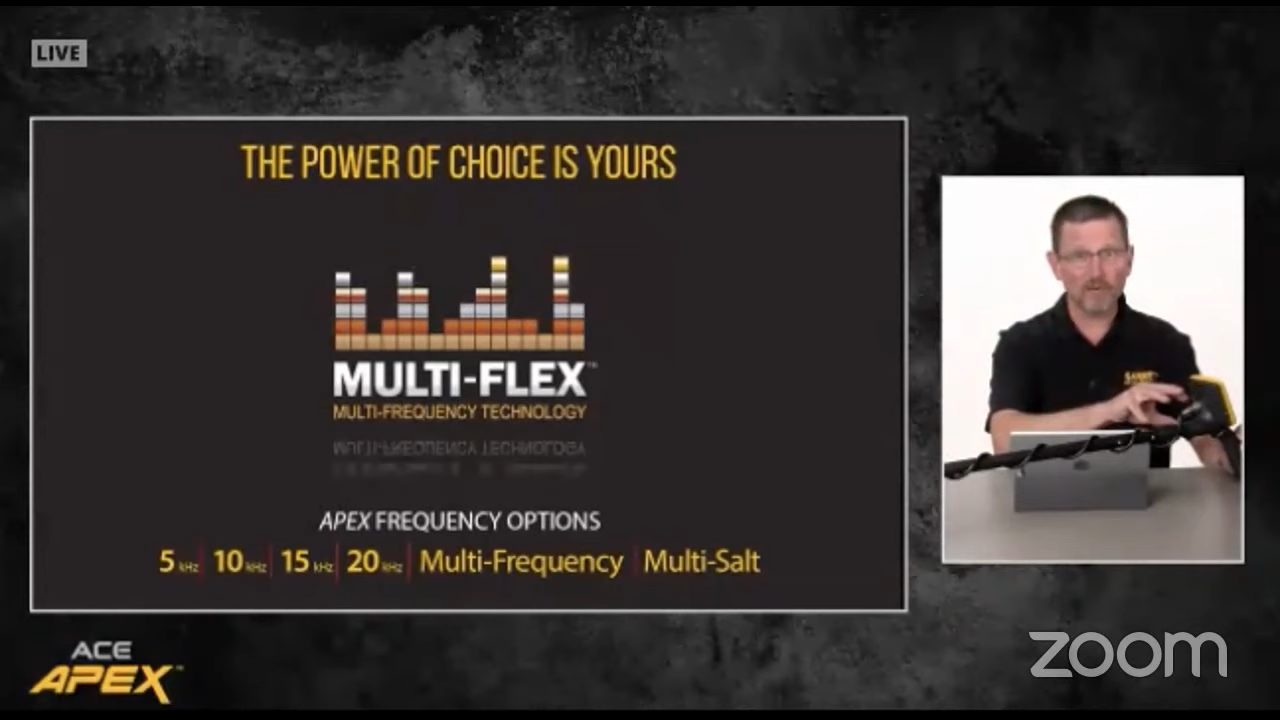 LIVE
THE POWER OF CHOICE IS YOURS
MULTI-FLEX™
MULTI-FREQUENCY TECHNOLOGY
APEX FREQUENCY OPTIONS
5 kHz | 10 kHz | 15 kHz | 20 kHz | Multi-Frequency | Multi-Salt
ACE
APEX™
zoom